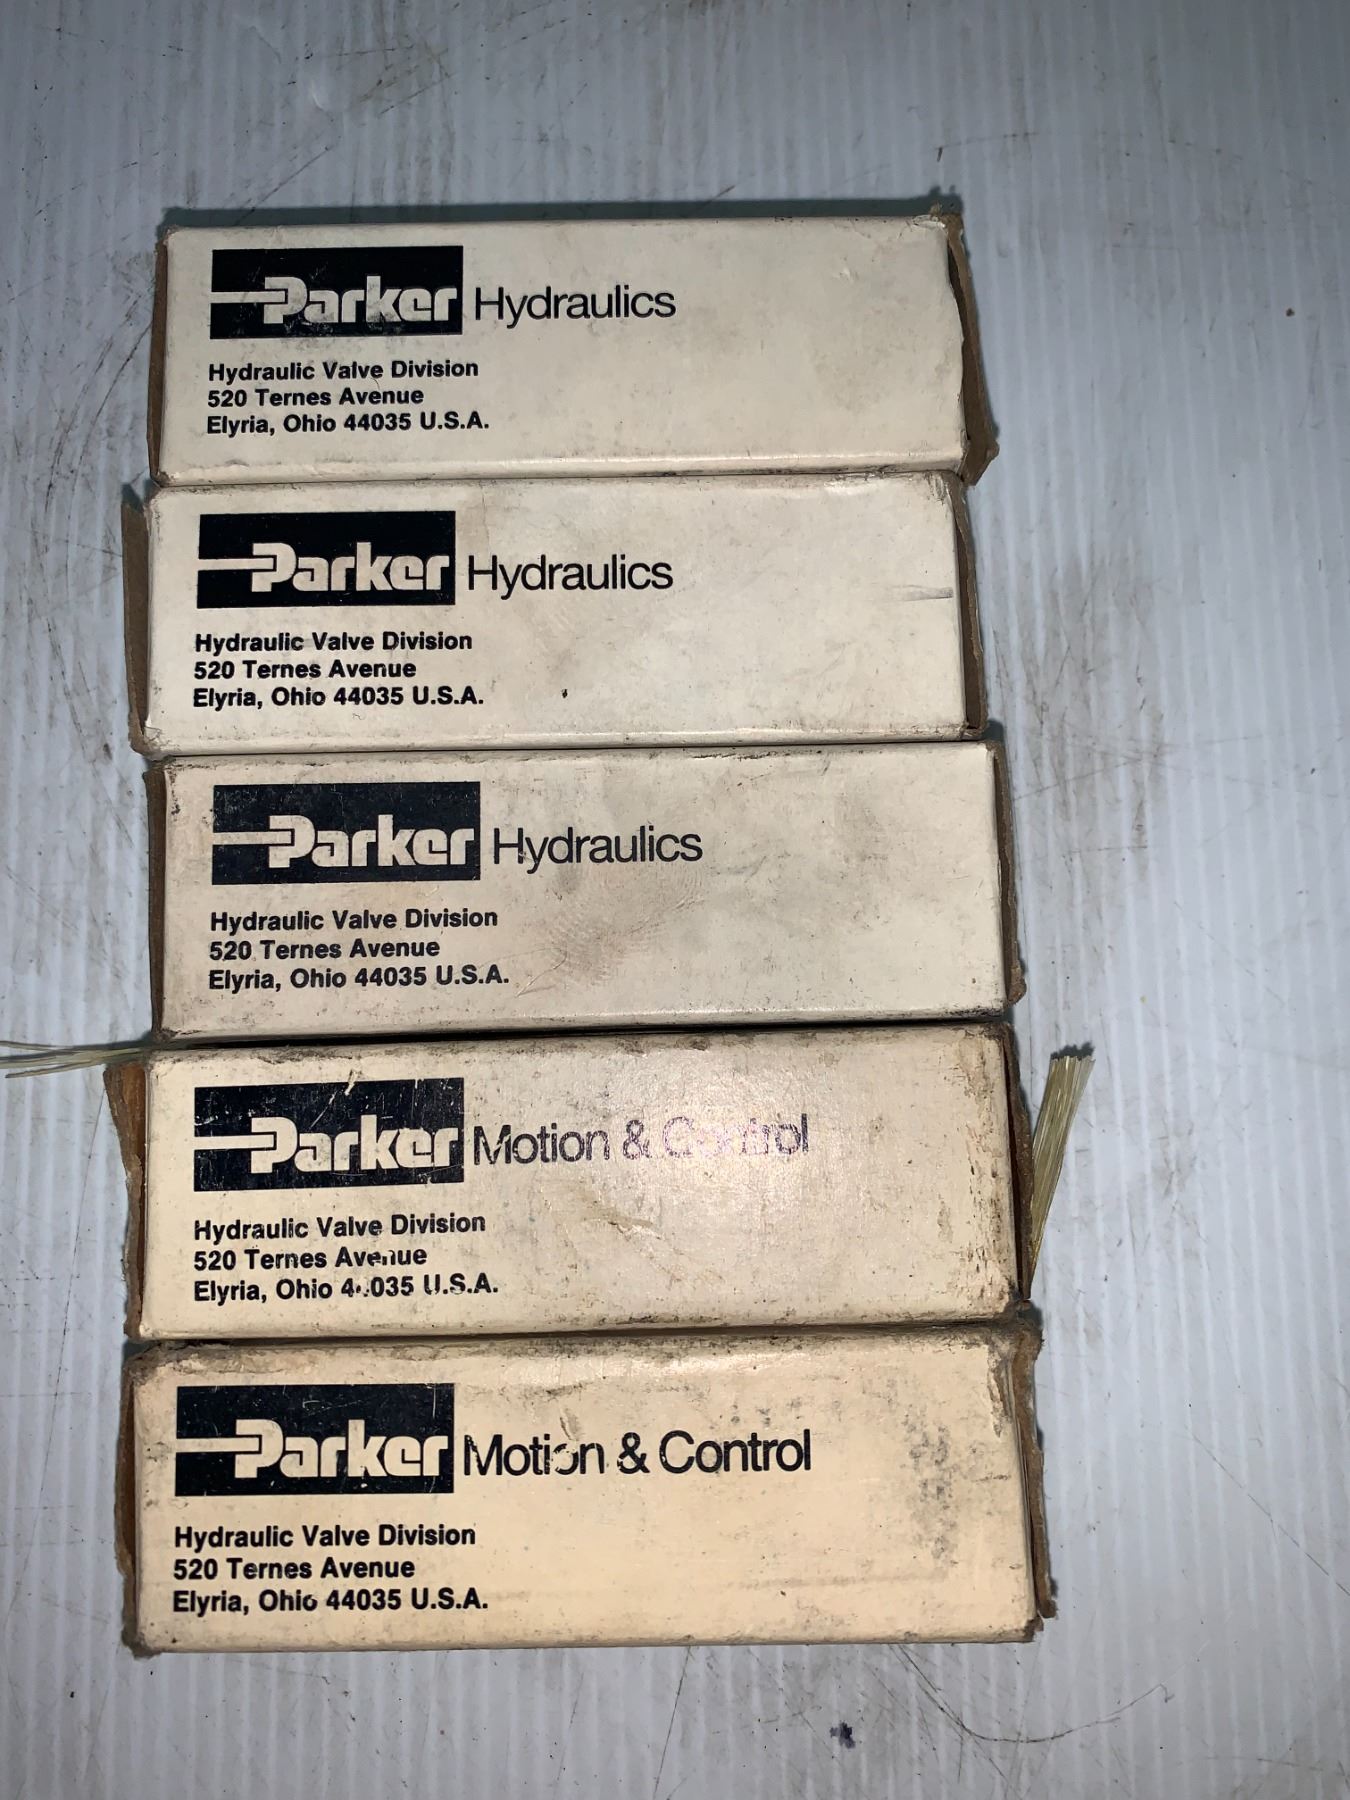 Parker Hydraulics
Hydraulic Valve Division
520 Ternes Avenue
Elyria, Ohio 44035 U.S.A.
Parker Hydraulics
Hydraulic Valve Division
520 Ternes Avenue
Elyria, Ohio 44035 U.S.A.
Parker Hydraulics
Hydraulic Valve Division
520 Ternes Avenue
Elyria, Ohio 44035 U.S.A.
Parker Motion & Control
Hydraulic Valve Division
520 Ternes Avenue
Elyria, Ohio 44035 U.S.A.
Parker Motion & Control
Hydraulic Valve Division
520 Ternes Avenue
Elyria, Ohio 44035 U.S.A.